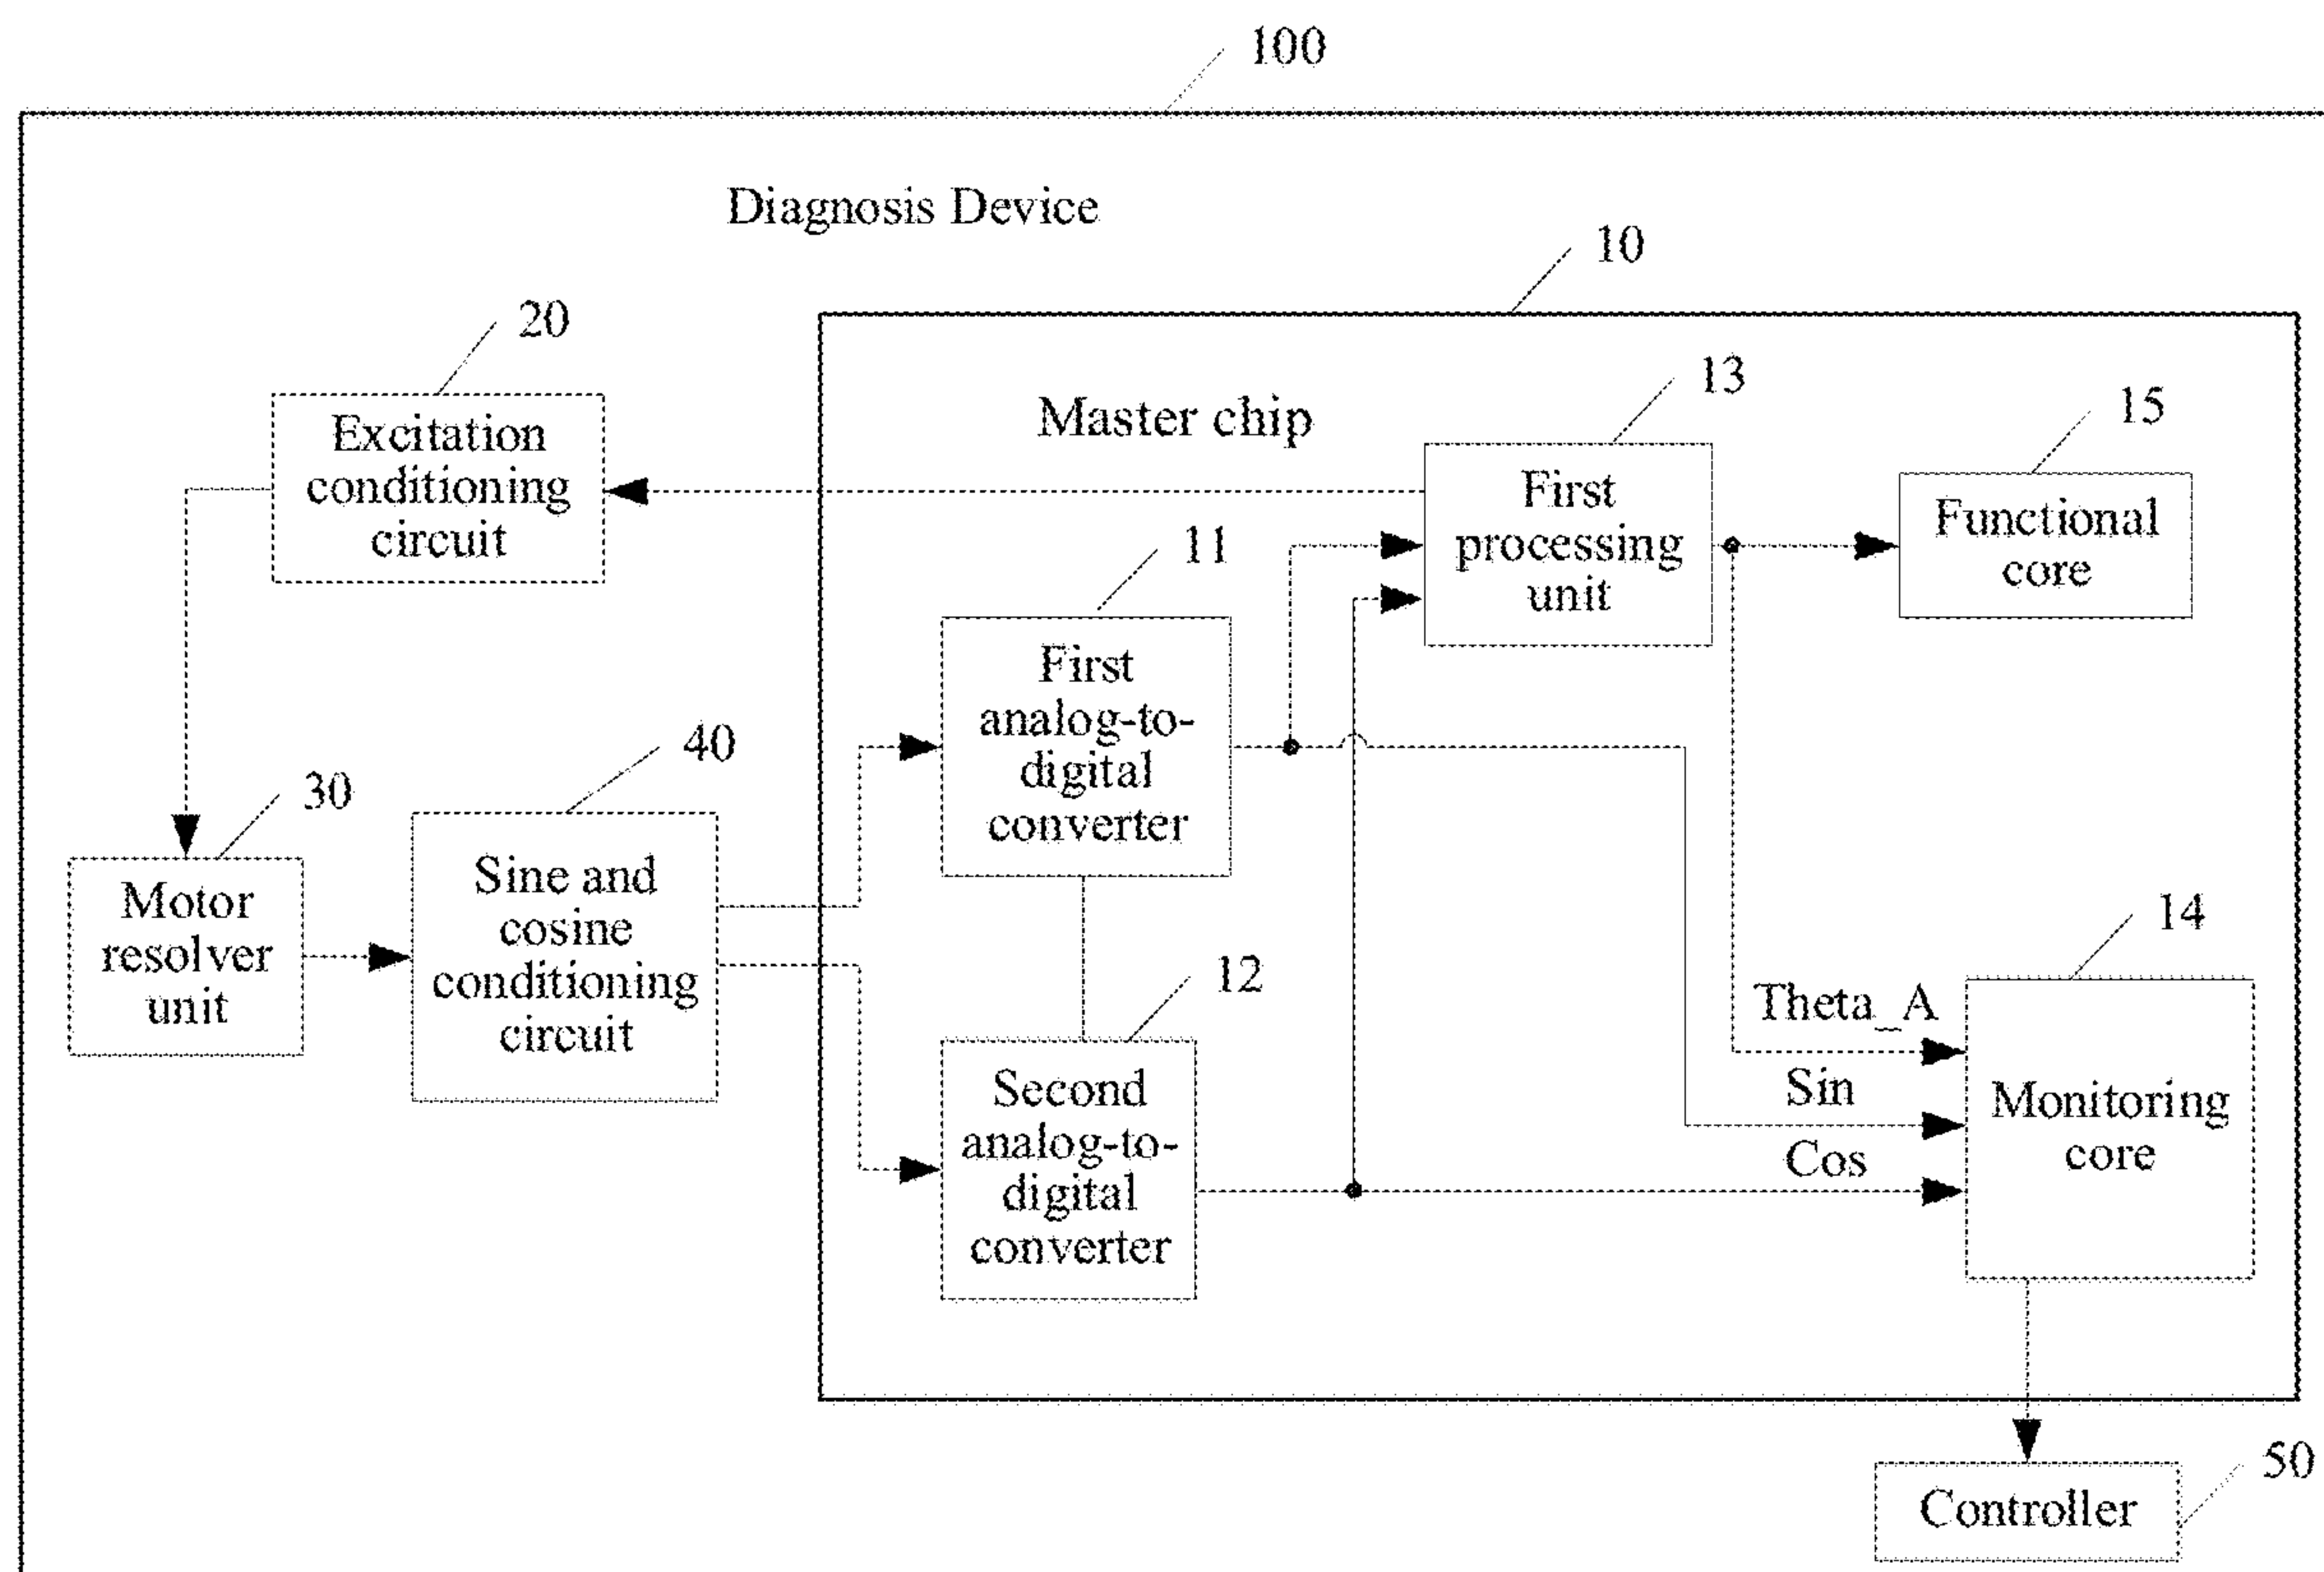 100
Diagnosis Device
10
20
13
15
Master chip
Excitation
conditioning
circuit
First
processing
unit
Functional
core
11
First
analog-to-
digital
converter
40
30
14
Motor
resolver
unit
Sine and
cosine
conditioning
circuit
12
Theta_A
Sin
Cos
Second
analog-to-
digital
converter
Monitoring
core
50
Controller